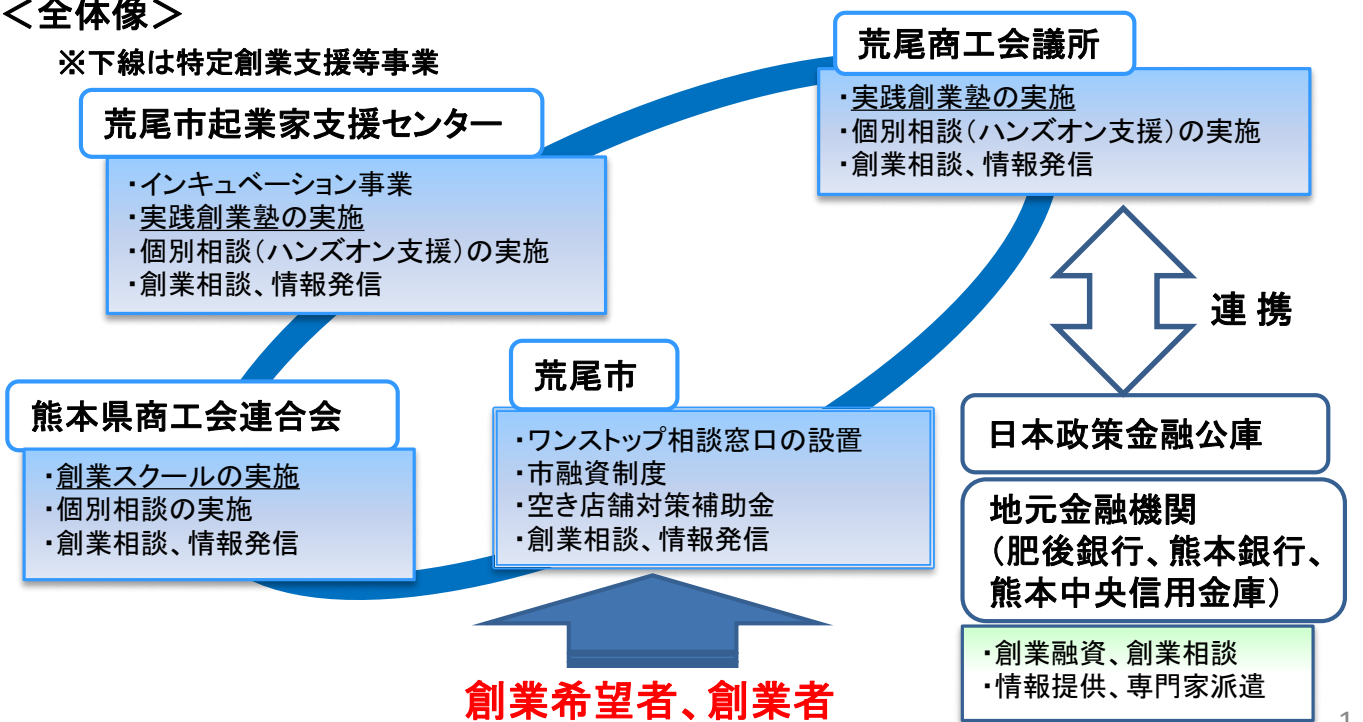 <全体像>
※下線は特定創業支援等事業
荒尾商工会議所
・実践創業塾の実施
・個別相談(ハンズオン支援)の実施
・創業相談、情報発信
荒尾市起業家支援センター
・インキュベーション事業
・実践創業塾の実施
・個別相談(ハンズオン支援)の実施
・創業相談、情報発信
連 携
熊本県商工会連合会
・創業スクールの実施
・個別相談の実施
・創業相談、情報発信
荒尾市
・ワンストップ相談窓口の設置
・市融資制度
・空き店舗対策補助金
・創業相談、情報発信
日本政策金融公庫
地元金融機関
(肥後銀行、熊本銀行、
熊本中央信用金庫)
・創業融資、創業相談
・情報提供、専門家派遣
創業希望者、創業者
1